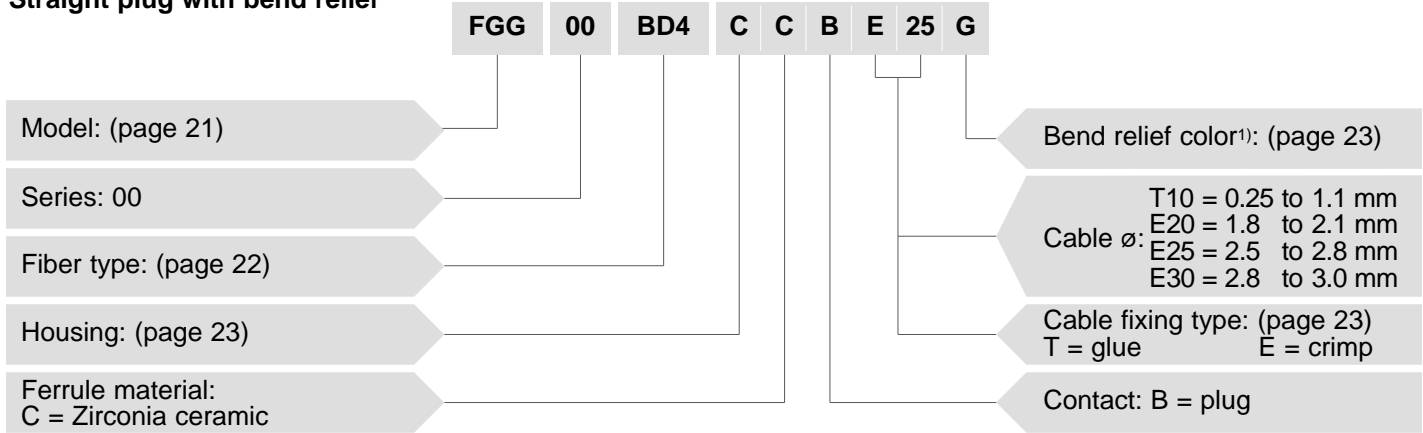 Straight plug with bend relief
FGG 00 BD4 C C B E 25 G
Model: (page 21)
Series: 00
Fiber type: (page 22)
Housing: (page 23)
Ferrule material:
C = Zirconia ceramic
Bend relief color1): (page 23)
Cable ø:
T10 = 0.25 to 1.1 mm
E20 = 1.8 to 2.1 mm
E25 = 2.5 to 2.8 mm
E30 = 2.8 to 3.0 mm
Cable fixing type: (page 23)
T = glue E = crimp
Contact: B = plug